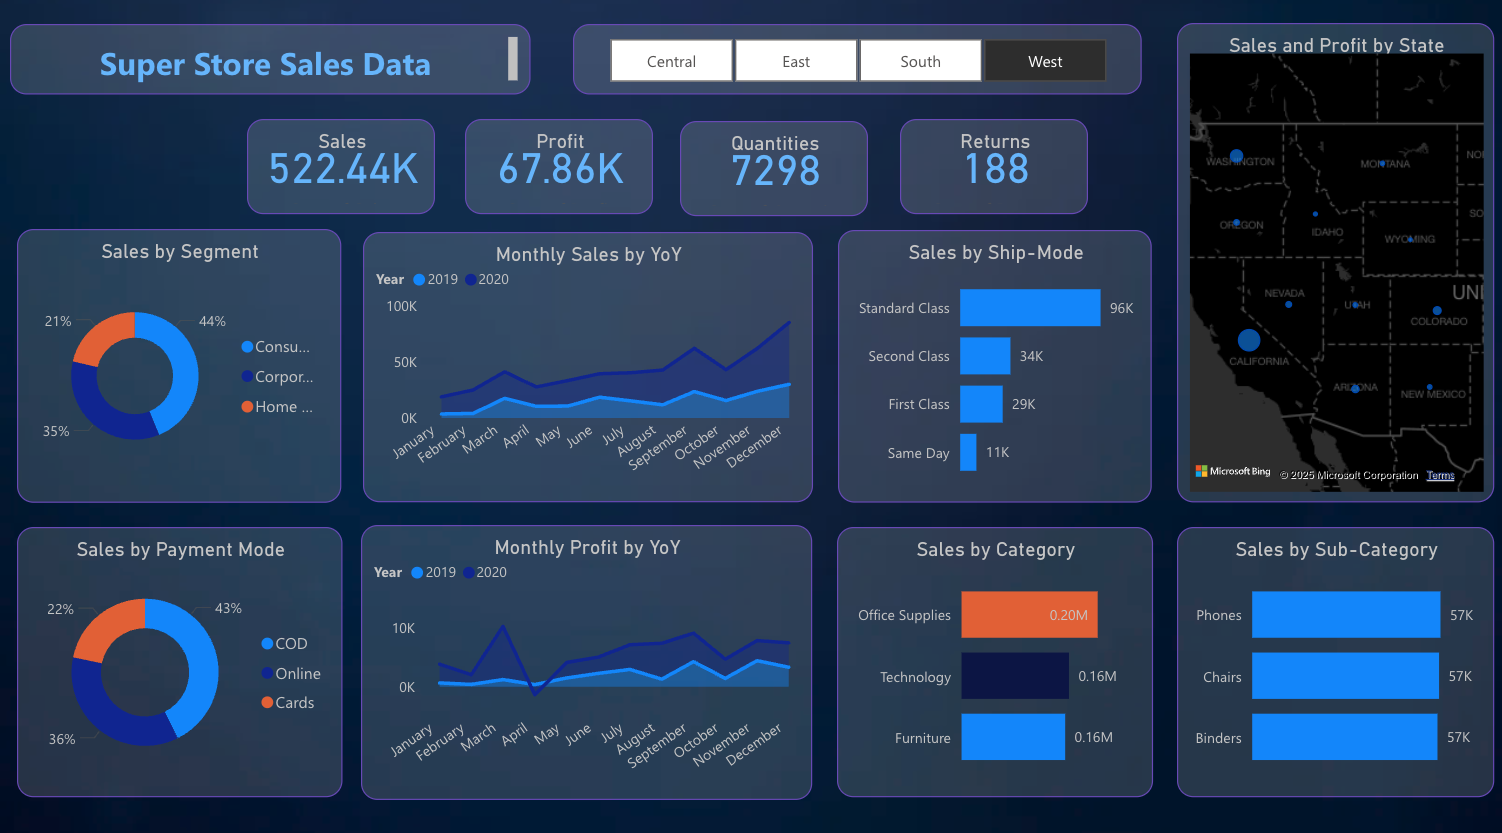 Super Store Sales Data
Central
East
South
West
Sales
522.44K
Profit
67.86K
Quantities
7298
Returns
188
Sales and Profit by State
WASHINGTON
MONTANA
NO
OREGON
IDAHO
SO
WYOMING
NEVADA
UTAH
UNI
COLORADO
CALIFORNIA
ARIZONA
NEW MEXICO
Microsoft Bing
© 2025 Microsoft Corporation
Terms
Sales by Segment
21%
44%
35%
Consu...
Corpor...
Home ...
Monthly Sales by YoY
Year
2019
2020
100K
50K
0K
January
February
March
April
May
June
July
August
September
October
November
December
Sales by Ship-Mode
Standard Class
96K
Second Class
34K
First Class
29K
Same Day
11K
Sales by Payment Mode
22%
43%
36%
COD
Online
Cards
Monthly Profit by YoY
Year
2019
2020
10K
0K
January
February
March
April
May
June
July
August
September
October
November
December
Sales by Category
Office Supplies
0.20M
Technology
0.16M
Furniture
0.16M
Sales by Sub-Category
Phones
57K
Chairs
57K
Binders
57K